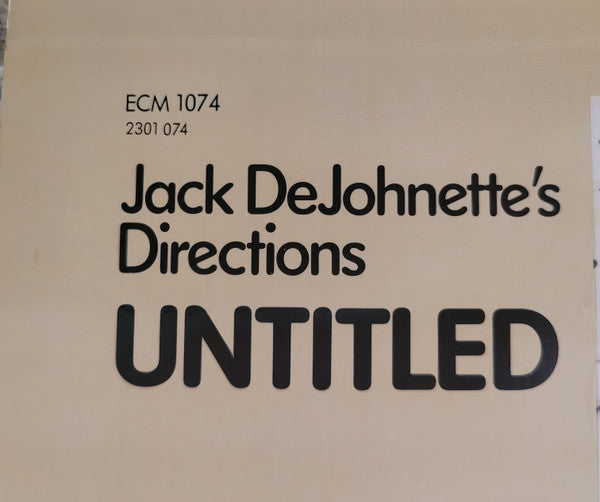 ECM 1074
2301 074
Jack DeJohnette's
Directions
UNTITLED